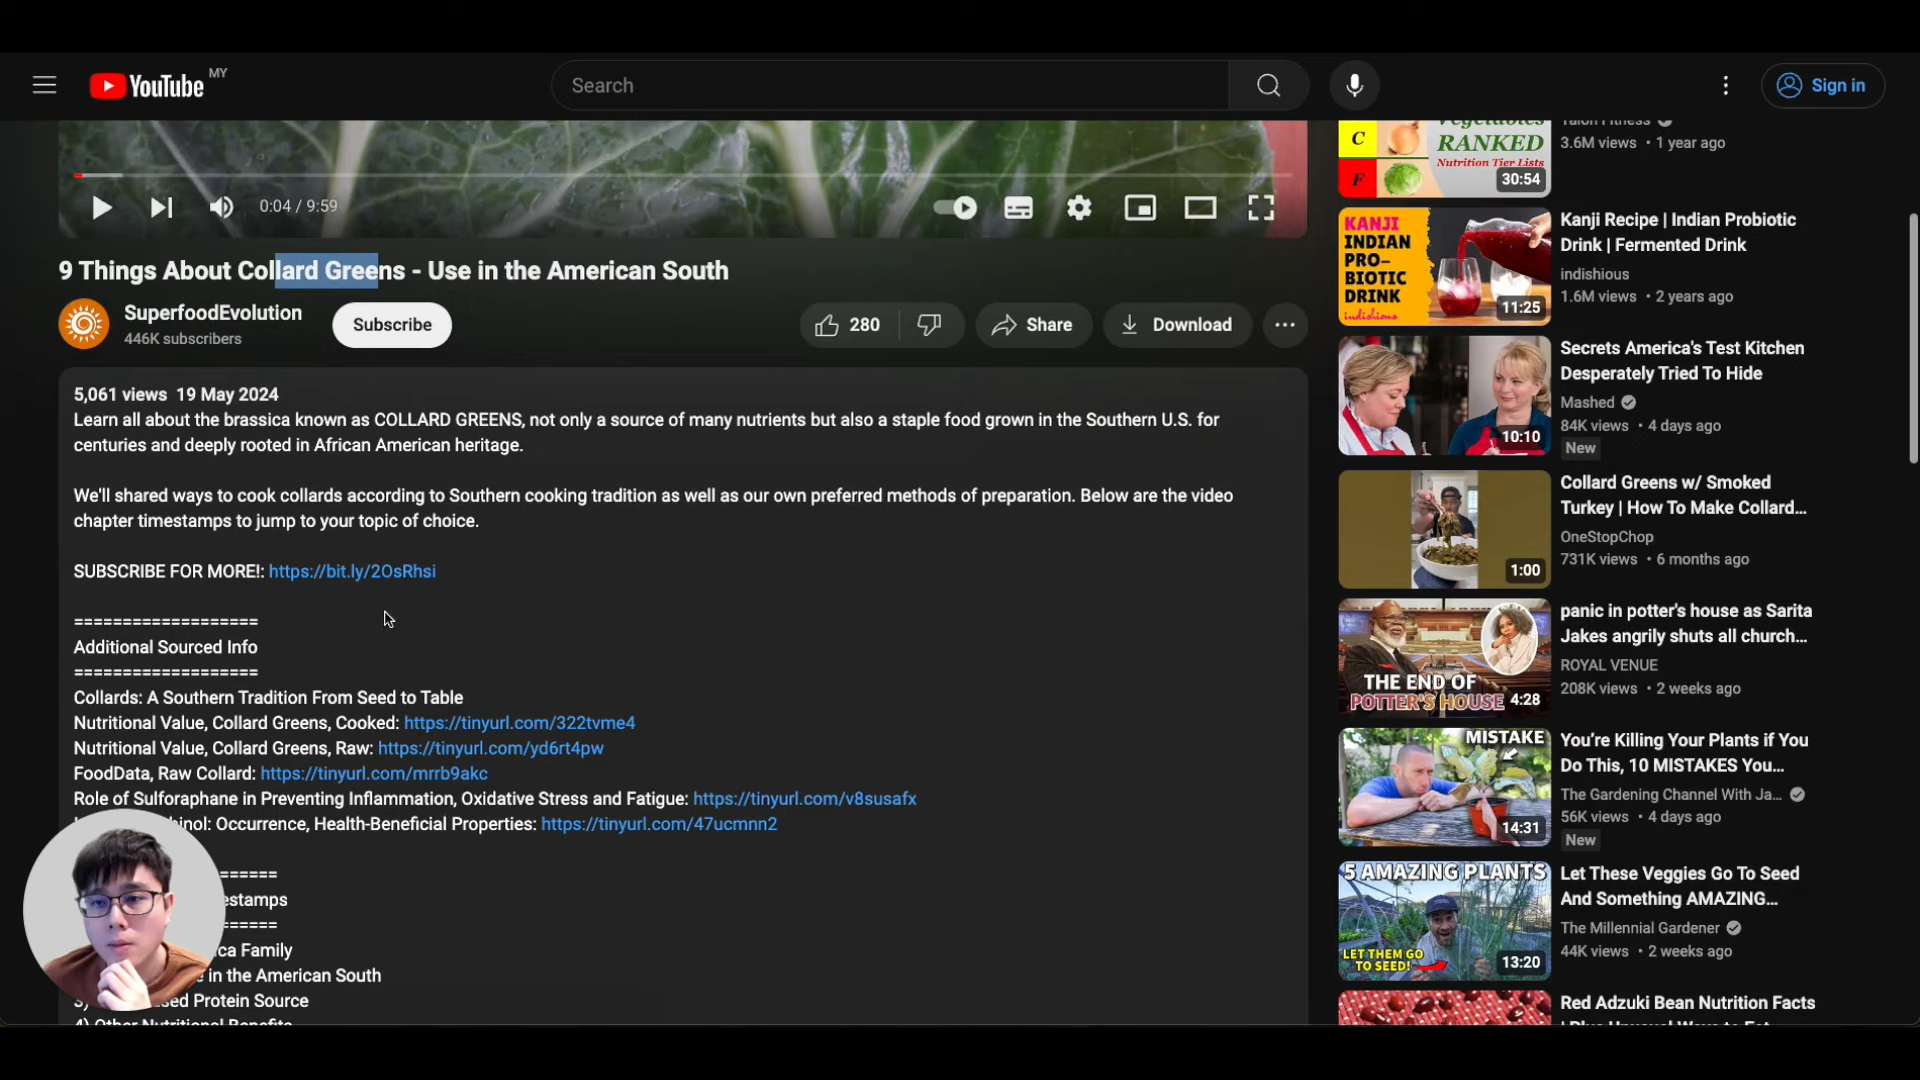 YouTube MY
Search
Sign in
0:04 / 9:59
9 Things About Collard Greens - Use in the American South
SuperfoodEvolution
446K subscribers
Subscribe
280
Share
Download
5,061 views 19 May 2024
Learn all about the brassica known as COLLARD GREENS, not only a source of many nutrients but also a staple food grown in the Southern U.S. for
centuries and deeply rooted in African American heritage.
We'll shared ways to cook collards according to Southern cooking tradition as well as our own preferred methods of preparation. Below are the video
chapter timestamps to jump to your topic of choice.
SUBSCRIBE FOR MORE!: https://bit.ly/2OsRhsi
===================
Additional Sourced Info
===================
Collards: A Southern Tradition From Seed to Table
Nutritional Value, Collard Greens, Cooked: https://tinyurl.com/322tvme4
Nutritional Value, Collard Greens, Raw: https://tinyurl.com/yd6rt4pw
FoodData, Raw Collard: https://tinyurl.com/mrrb9akc
Role of Sulforaphane in Preventing Inflammation, Oxidative Stress and Fatigue: https://tinyurl.com/v8susafx
inol: Occurrence, Health-Beneficial Properties: https://tinyurl.com/47ucmnn2
======
estamps
======
ca Family
in the American South
3) sed Protein Source
4) Other Nutritional Benefits
C
F
Vegetables
RANKED
Nutrition Tier Lists
30:54
Talon Fitness
3.6M views • 1 year ago
KANJI
INDIAN
PRO–
BIOTIC
DRINK
indishious
11:25
Kanji Recipe | Indian Probiotic
Drink | Fermented Drink
indishious
1.6M views • 2 years ago
10:10
Secrets America's Test Kitchen
Desperately Tried To Hide
Mashed
84K views • 4 days ago
New
1:00
Collard Greens w/ Smoked
Turkey | How To Make Collard...
OneStopChop
731K views • 6 months ago
THE END OF
POTTER'S HOUSE
4:28
panic in potter's house as Sarita
Jakes angrily shuts all church...
ROYAL VENUE
208K views • 2 weeks ago
MISTAKE
14:31
You're Killing Your Plants if You
Do This, 10 MISTAKES You...
The Gardening Channel With Ja...
56K views • 4 days ago
New
5 AMAZING PLANTS
LET THEM GO
TO SEED!
13:20
Let These Veggies Go To Seed
And Something AMAZING...
The Millennial Gardener
44K views • 2 weeks ago
Red Adzuki Bean Nutrition Facts